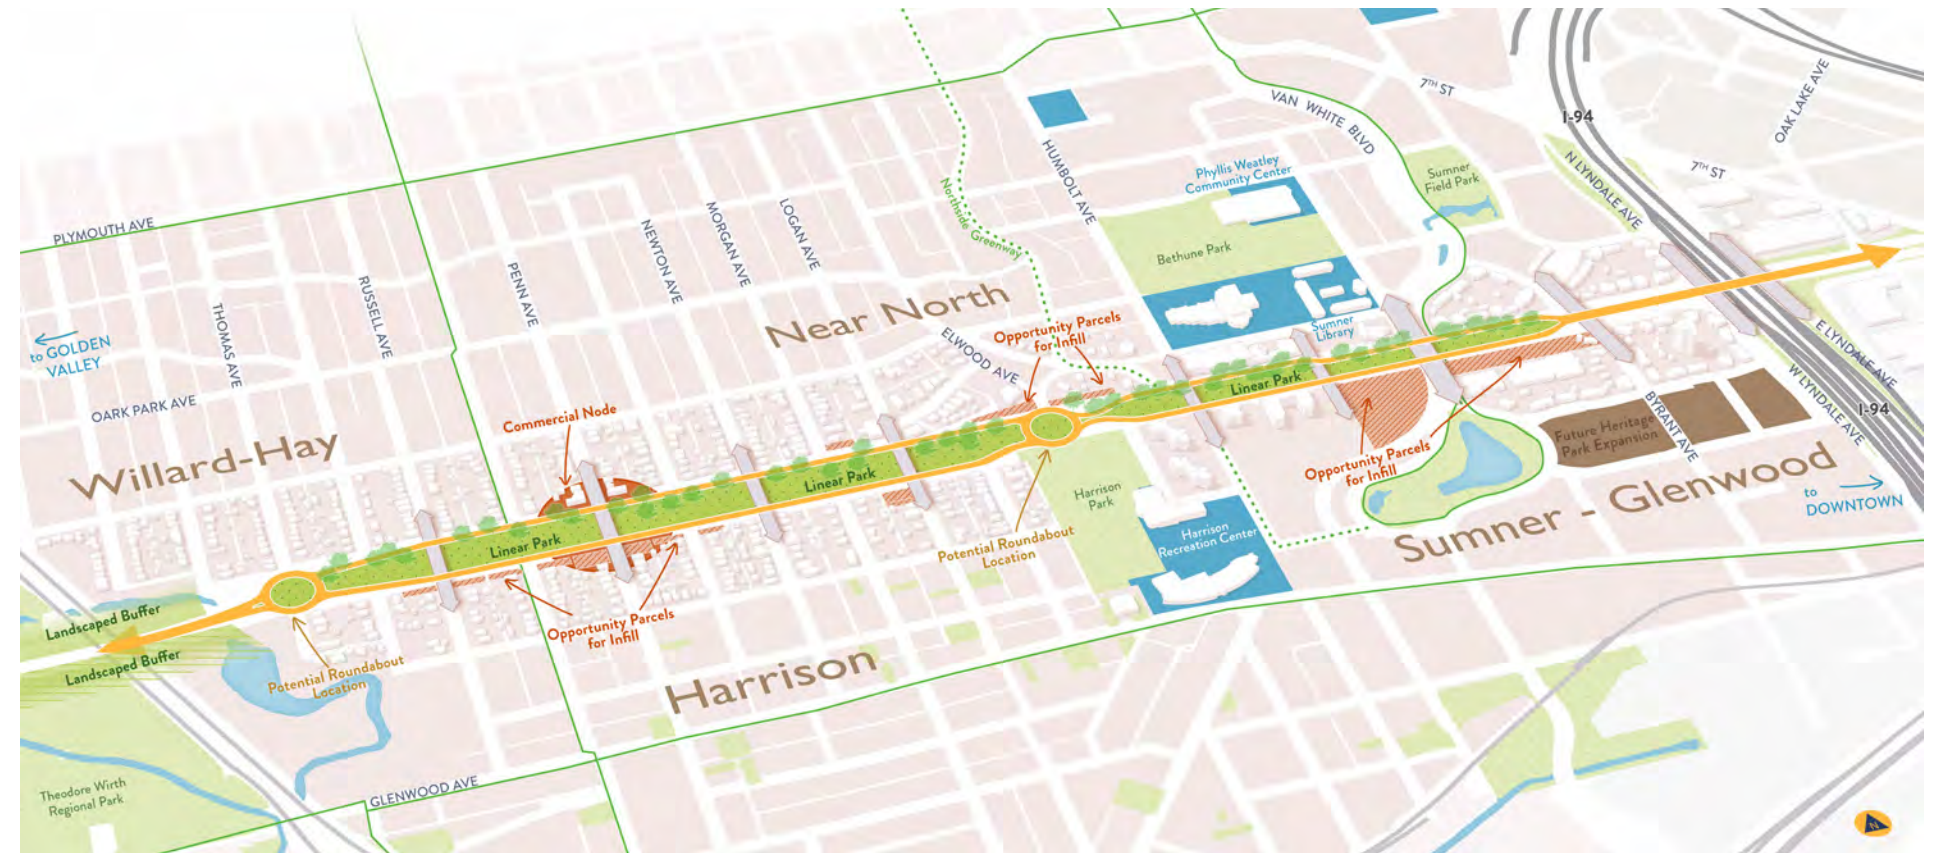 I-94
7TH ST
OAK LAKE AVE
VAN WHITE BLVD
N LYNDALE AVE
7TH ST
HUMBOLT AVE
Phyllis Weatley
Community Center
Sumner
Field Park
Northside Greenway
Bethune Park
PLYMOUTH AVE
LOGAN AVE
MORGAN AVE
NEWTON AVE
PENN AVE
RUSSELL AVE
THOMAS AVE
Near North
to GOLDEN
VALLEY
OARK PARK AVE
ELWOOD AVE
Opportunity Parcels
for Infill
Sumner
Library
E LYNDALE AVE
W LYNDALE AVE
I-94
BYRANT AVE
Linear Park
Commercial Node
Willard-Hay
Linear Park
Linear Park
Opportunity Parcels
for Infill
Future Heritage
Park Expansion
Sumner - Glenwood
to
DOWNTOWN
Harrison
Park
Harrison
Recreation Center
Potential Roundabout
Location
Landscaped Buffer
Landscaped Buffer
Opportunity Parcels
for Infill
Potential Roundabout
Location
Harrison
GLENWOOD AVE
Theodore Wirth
Regional Park
N